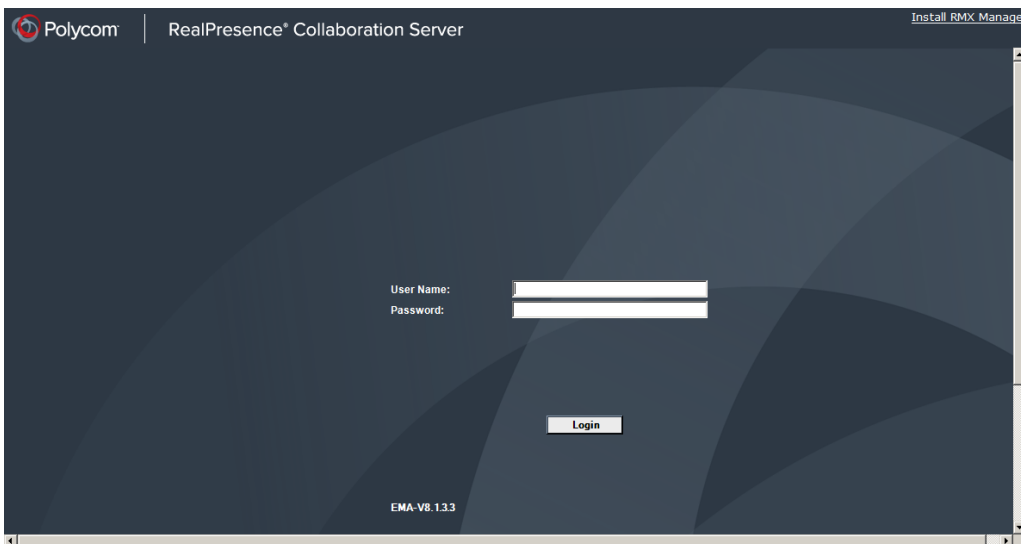 Polycom
RealPresence® Collaboration Server
Install RMX Manage
User Name:
Password:
Login
EMA-V8.1.3.3